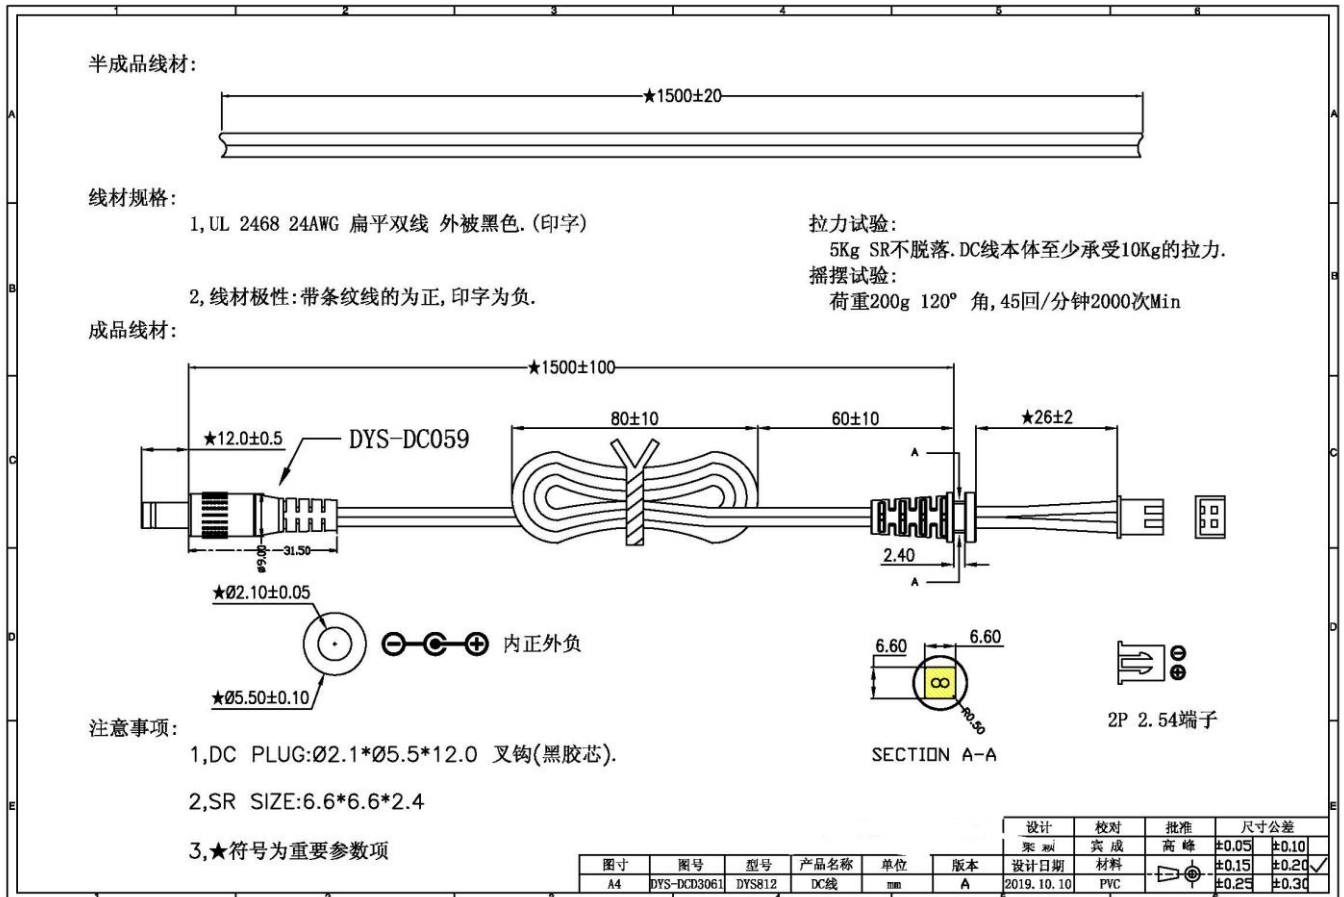 1 2 3 4 5 6
半成品线材:
★1500±20
A A
线材规格:
1,UL 2468 24AWG 扁平双线 外被黑色.(印字)
拉力试验:
5Kg SR不脱落.DC线本体至少承受10Kg的拉力.
摇摆试验:
B B
2,线材极性:带条纹线的为正,印字为负.
荷重200g 120° 角,45回/分钟2000次Min
成品线材:
★1500±100
80±10 60±10 ★26±2
★12.0±0.5 DYS-DC059
A
C C
Ø9.00 31.50
2.40
A
★Ø2.10±0.05
D D
内正外负
6.60 6.60
★Ø5.50±0.10
R0.50
2P 2.54端子
注意事项:
SECTION A-A
1,DC PLUG:Ø2.1*Ø5.5*12.0 叉钩(黑胶芯).
2,SR SIZE:6.6*6.6*2.4
E E
3,★符号为重要参数项
设计 校对 批准 尺寸公差
宾成 高峰 ±0.05 ±0.10
图寸 图号 型号 产品名称 单位 版本 设计日期 材料 ±0.15 ±0.20
A4 DYS-DCD3061 DYS812 DC线 mm A 2019.10.10 PVC ±0.25 ±0.30